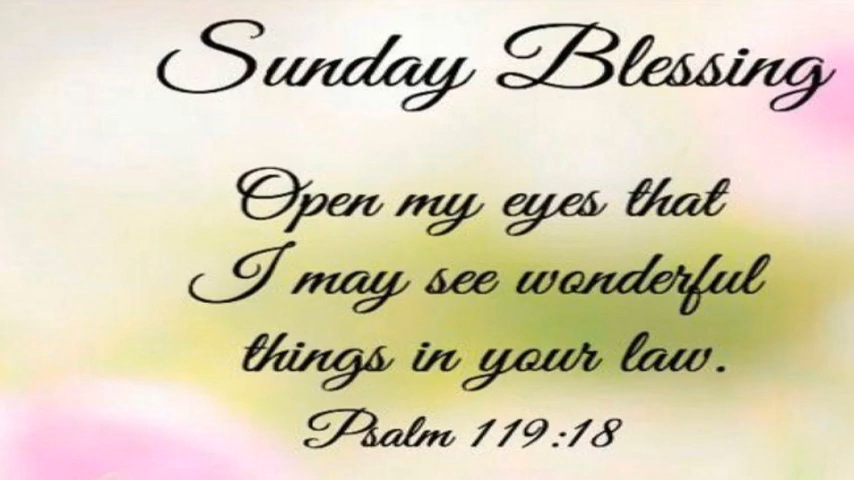 Sunday Blessing
Open my eyes that
I may see wonderful
things in your law.
Psalm 119:18